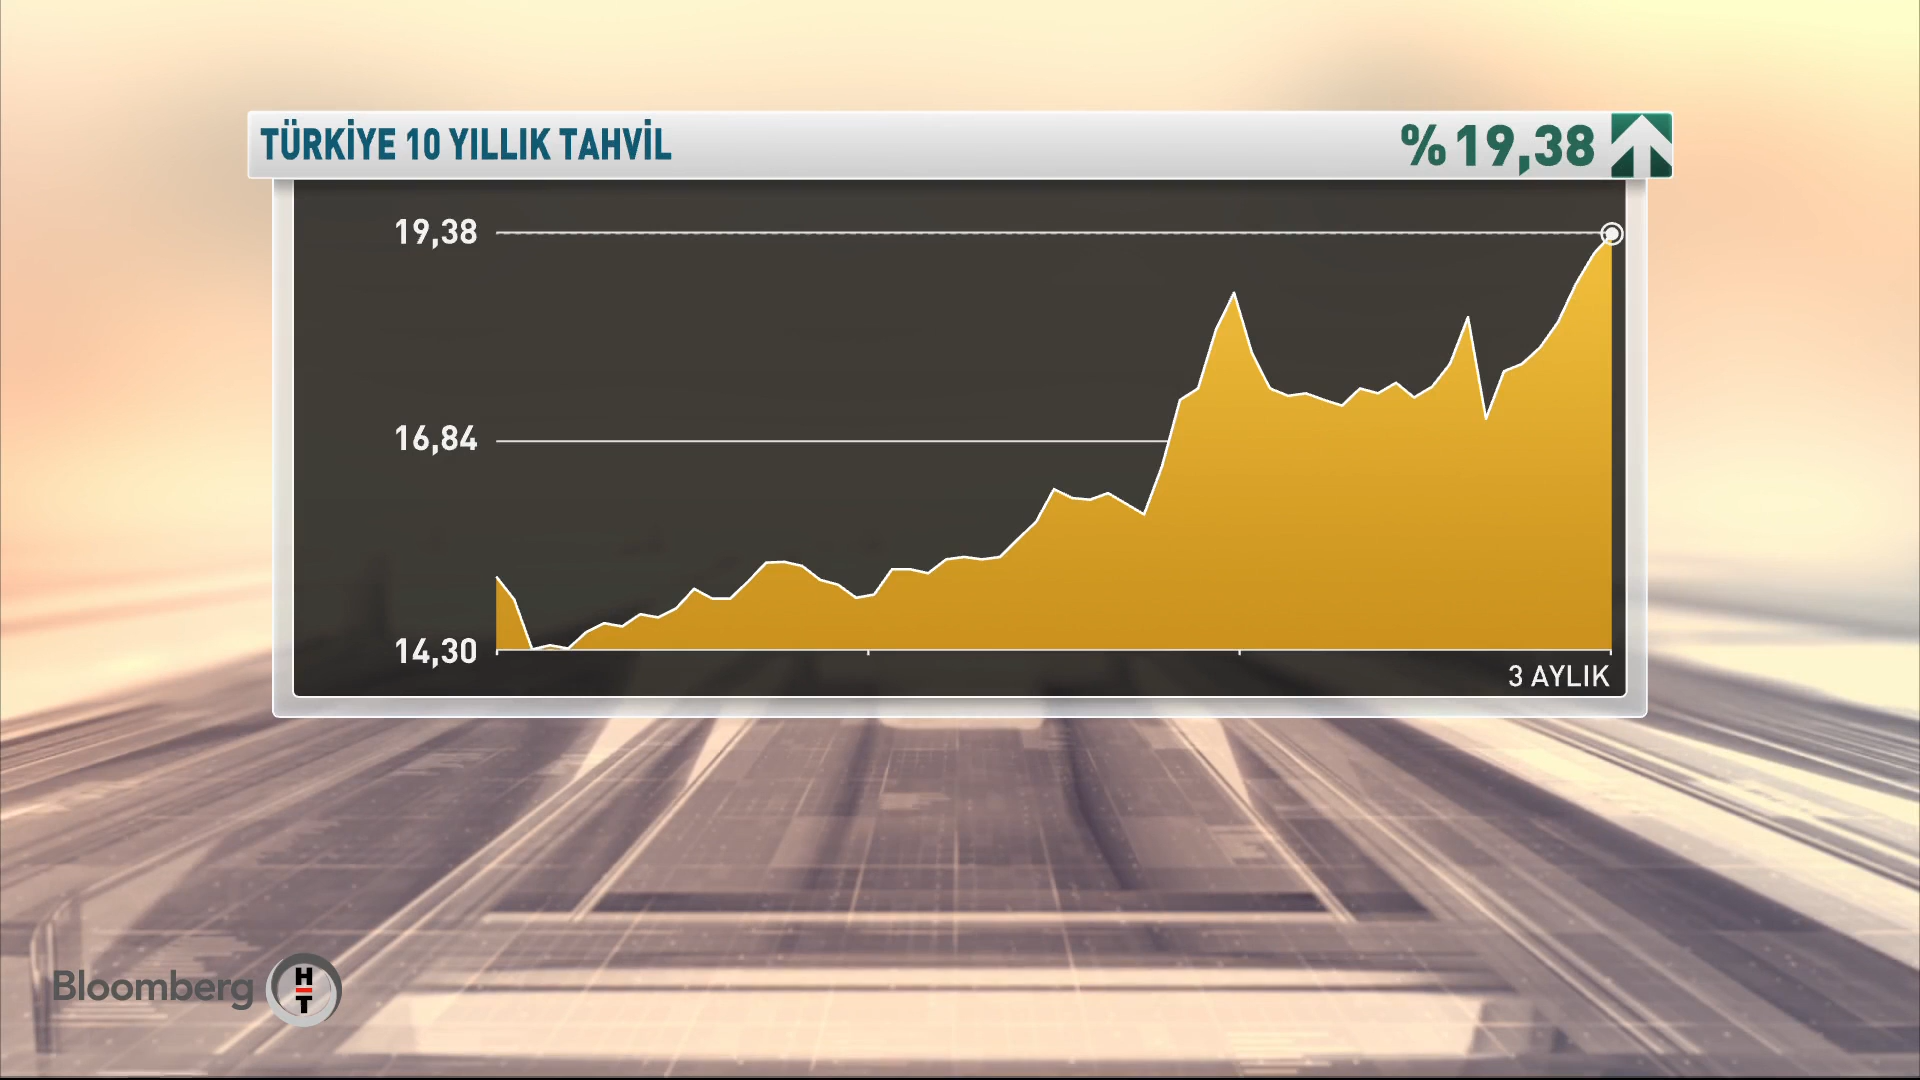 TÜRKİYE 10 YILLIK TAHVİL
%19,38
19,38
16,84
14,30
3 AYLIK
Bloomberg HT